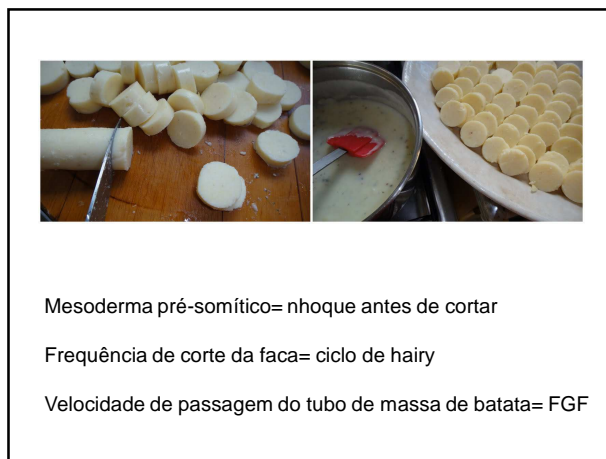 Mesoderma pré-somítico= nhoque antes de cortar
Frequência de corte da faca= ciclo de hairy
Velocidade de passagem do tubo de massa de batata= FGF